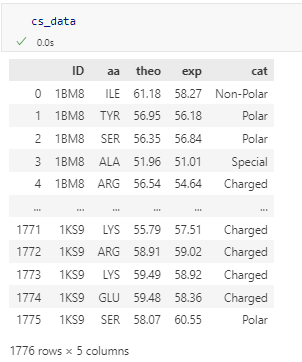 cs_data
0.0s
ID aa theo exp cat
0 1BM8 ILE 61.18 58.27 Non-Polar
1 1BM8 TYR 56.95 56.18 Polar
2 1BM8 SER 56.35 56.84 Polar
3 1BM8 ALA 51.96 51.01 Special
4 1BM8 ARG 56.54 54.64 Charged
... ... ... ... ... ...
1771 1KS9 LYS 55.79 57.51 Charged
1772 1KS9 ARG 58.91 59.02 Charged
1773 1KS9 LYS 59.49 58.92 Charged
1774 1KS9 GLU 59.48 58.36 Charged
1775 1KS9 SER 58.07 60.55 Polar
1776 rows × 5 columns